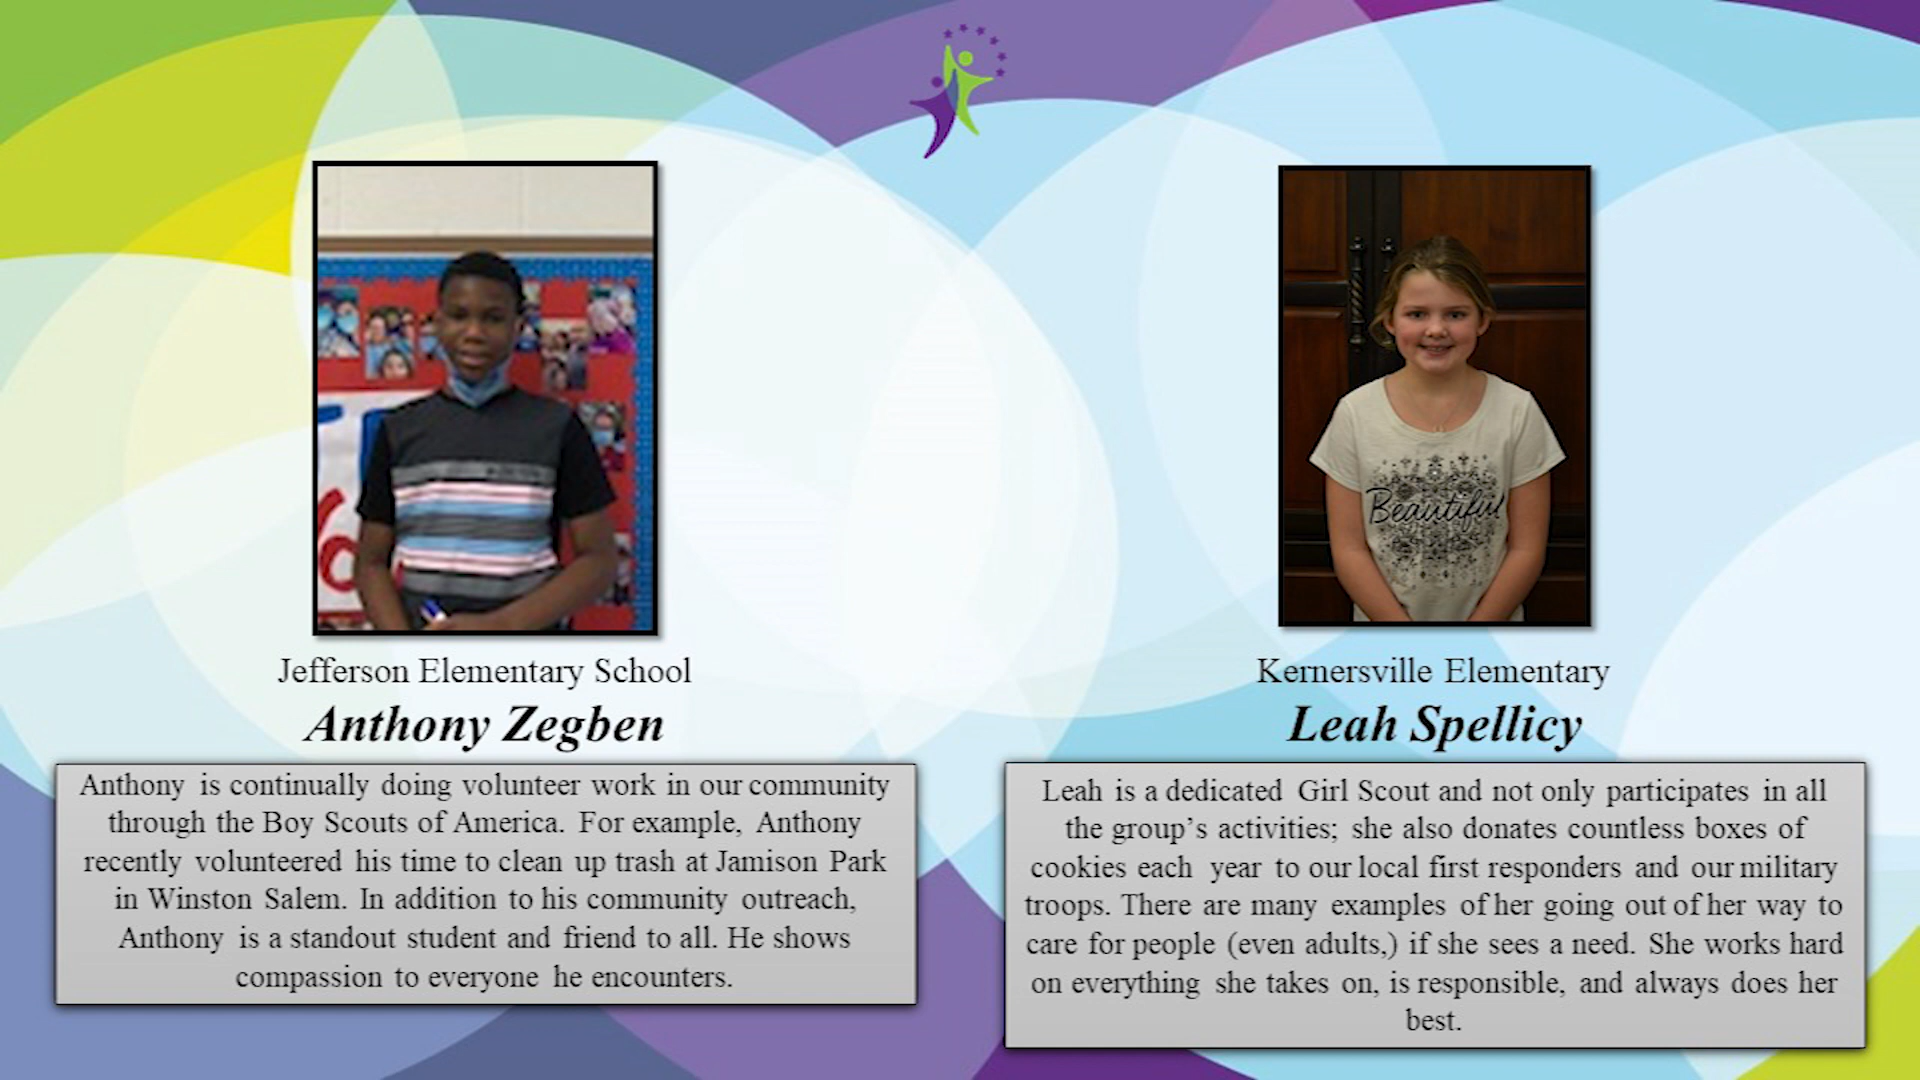 Beautiful
Jefferson Elementary School
Anthony Zegben
Anthony is continually doing volunteer work in our community
through the Boy Scouts of America. For example, Anthony
recently volunteered his time to clean up trash at Jamison Park
in Winston Salem. In addition to his community outreach,
Anthony is a standout student and friend to all. He shows
compassion to everyone he encounters.
Kernersville Elementary
Leah Spellicy
Leah is a dedicated Girl Scout and not only participates in all
the group’s activities; she also donates countless boxes of
cookies each year to our local first responders and our military
troops. There are many examples of her going out of her way to
care for people (even adults,) if she sees a need. She works hard
on everything she takes on, is responsible, and always does her
best.